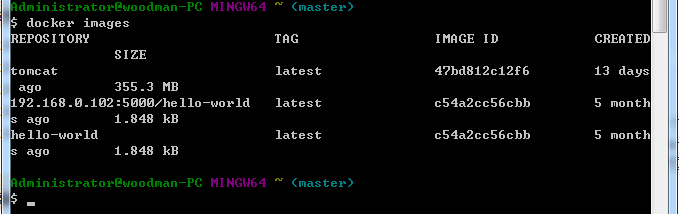 Administrator@woodman-PC MINGW64 ~ (master)
$ docker images
REPOSITORY TAG IMAGE ID CREATED
SIZE
tomcat latest 47bd812c12f6 13 days
ago 355.3 MB
192.168.0.102:5000/hello-world latest c54a2cc56cbb 5 month
s ago 1.848 kB
hello-world latest c54a2cc56cbb 5 month
s ago 1.848 kB
Administrator@woodman-PC MINGW64 ~ (master)
$